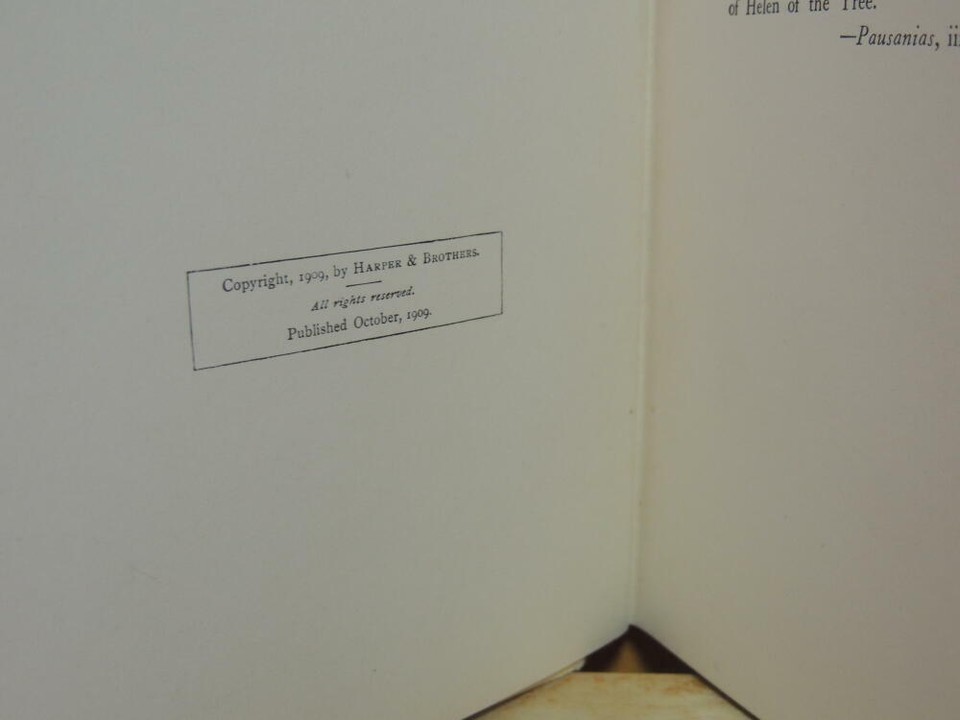 Copyright, 1909, by HARPER & BROTHERS.
All rights reserved.
Published October, 1909.
of Helen of the Tree.
—Pausanias,